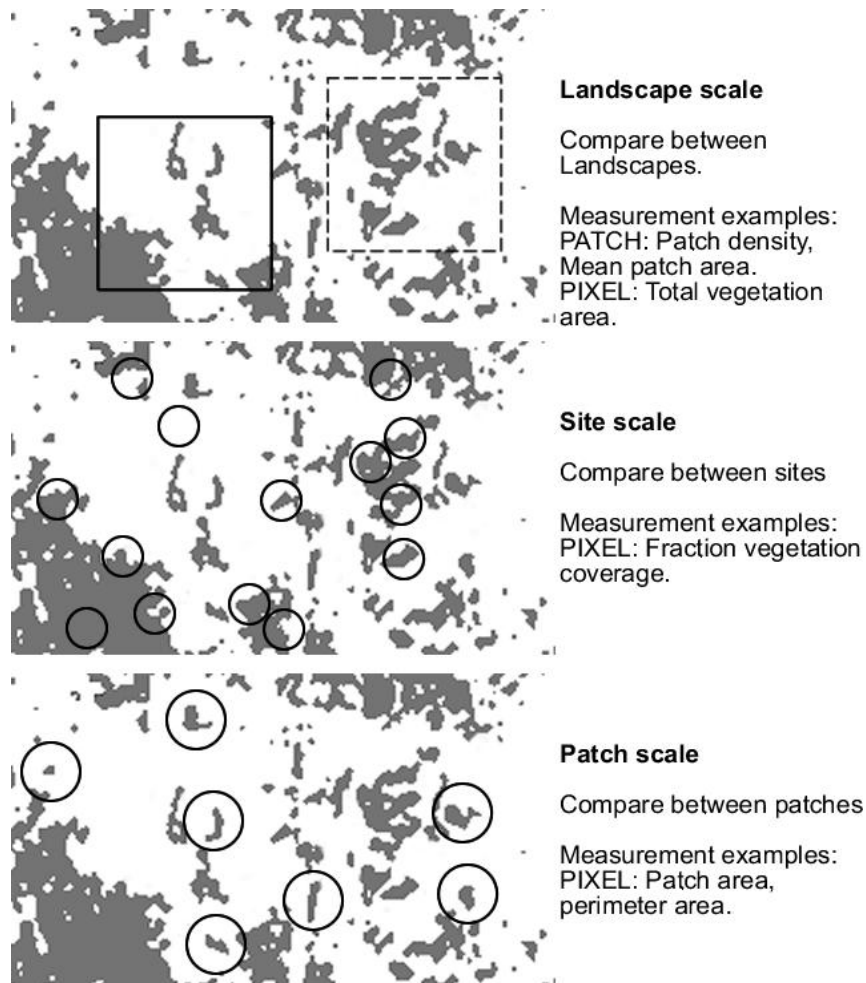 Landscape scale
Compare between
Landscapes.
Measurement examples:
PATCH: Patch density,
Mean patch area.
PIXEL: Total vegetation
area.
Site scale
Compare between sites
Measurement examples:
PIXEL: Fraction vegetation
coverage.
Patch scale
Compare between patches
Measurement examples:
PIXEL: Patch area,
perimeter area.